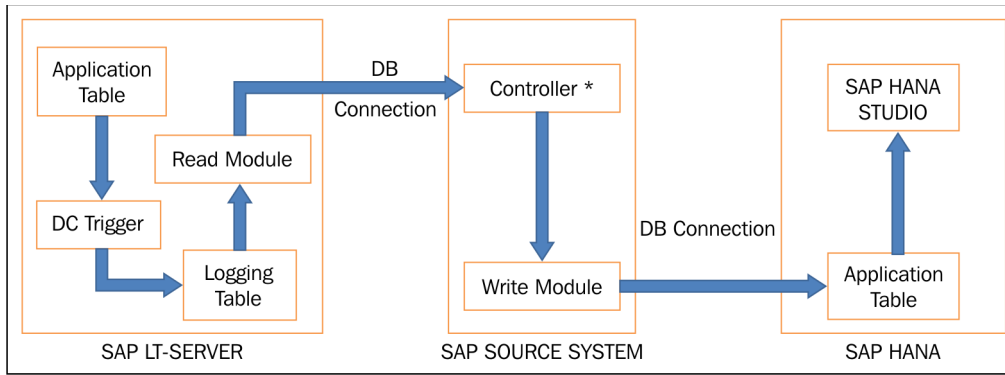 Application
Table
DC Trigger
Logging
Table
Read Module
SAP LT-SERVER
DB
Connection
Controller *
Write Module
SAP SOURCE SYSTEM
DB Connection
SAP HANA
STUDIO
Application
Table
SAP HANA